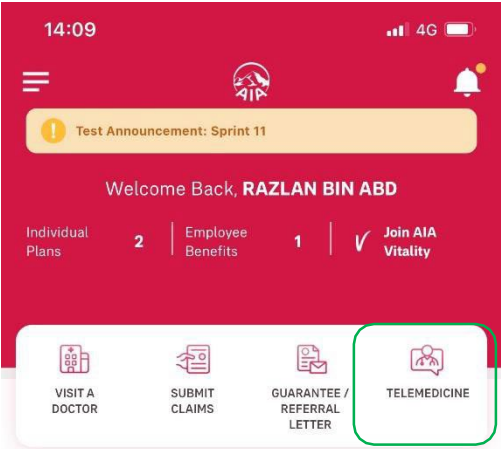 14:09
4G
AIA
Test Announcement: Sprint 11
Welcome Back, RAZLAN BIN ABD
Individual Plans
2
Employee Benefits
1
Join AIA Vitality
VISIT A DOCTOR
SUBMIT CLAIMS
GUARANTEE / REFERRAL LETTER
TELEMEDICINE